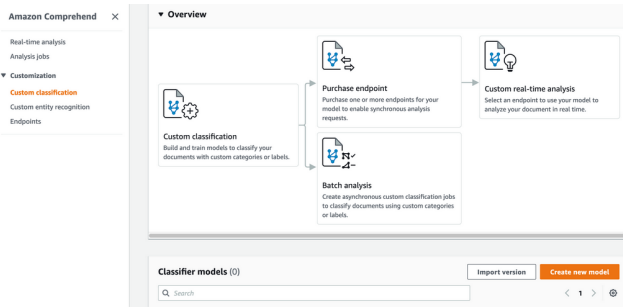 Amazon Comprehend
Real-time analysis
Analysis jobs
Customization
Custom classification
Custom entity recognition
Endpoints
Overview
Custom classification
Build and train models to classify your
documents with custom categories or labels.
Purchase endpoint
Purchase one or more endpoints for your
model to enable synchronous analysis
requests.
Batch analysis
Create asynchronous custom classification jobs
to classify documents using custom categories
or labels.
Custom real-time analysis
Select an endpoint to use your model to
analyze your document in real time.
Classifier models (0)
Import version
Create new model
Search
1